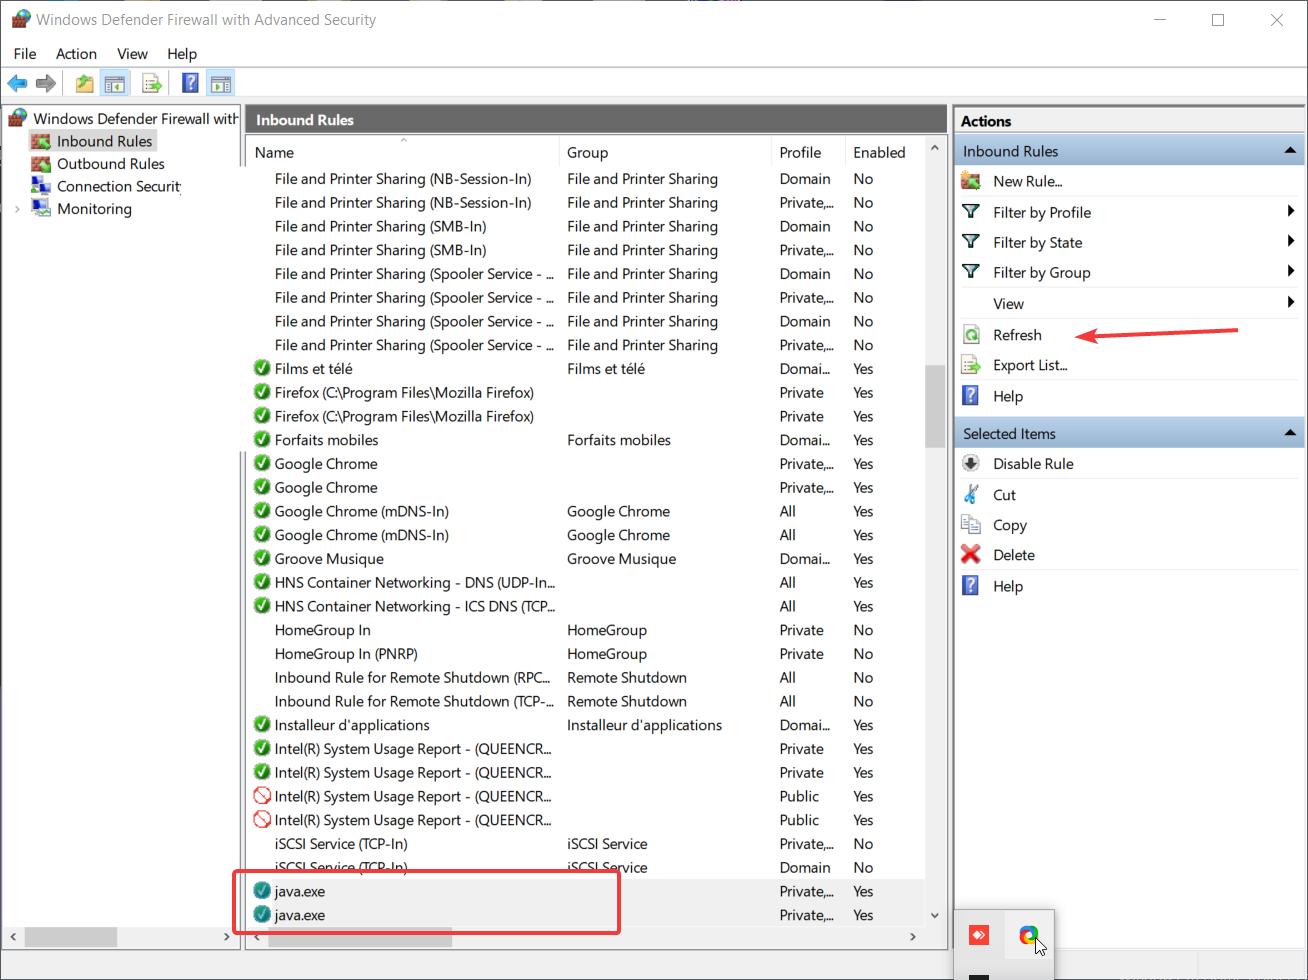 Windows Defender Firewall with Advanced Security
File Action View Help
Windows Defender Firewall with
Inbound Rules
Outbound Rules
Connection Securit
Monitoring
Inbound Rules
Name Group Profile Enabled
File and Printer Sharing (NB-Session-In) File and Printer Sharing Domain No
File and Printer Sharing (NB-Session-In) File and Printer Sharing Private,... No
File and Printer Sharing (SMB-In) File and Printer Sharing Domain No
File and Printer Sharing (SMB-In) File and Printer Sharing Private,... No
File and Printer Sharing (Spooler Service - ... File and Printer Sharing Domain No
File and Printer Sharing (Spooler Service - ... File and Printer Sharing Private,... No
File and Printer Sharing (Spooler Service - ... File and Printer Sharing Domain No
File and Printer Sharing (Spooler Service - ... File and Printer Sharing Private,... No
Films et télé Films et télé Domai... Yes
Firefox (C:\Program Files\Mozilla Firefox) Private Yes
Firefox (C:\Program Files\Mozilla Firefox) Private Yes
Forfaits mobiles Forfaits mobiles Domai... Yes
Google Chrome Private,... Yes
Google Chrome Private,... Yes
Google Chrome (mDNS-In) Google Chrome All Yes
Google Chrome (mDNS-In) Google Chrome All Yes
Groove Musique Groove Musique Domai... Yes
HNS Container Networking - DNS (UDP-In... All Yes
HNS Container Networking - ICS DNS (TCP... All Yes
HomeGroup In HomeGroup Private No
HomeGroup In (PNRP) HomeGroup Private No
Inbound Rule for Remote Shutdown (RPC... Remote Shutdown All No
Inbound Rule for Remote Shutdown (TCP-... Remote Shutdown All No
Installeur d'applications Installeur d'applications Domai... Yes
Intel(R) System Usage Report - (QUEENCR... Private Yes
Intel(R) System Usage Report - (QUEENCR... Private Yes
Intel(R) System Usage Report - (QUEENCR... Public Yes
Intel(R) System Usage Report - (QUEENCR... Public Yes
iSCSI Service (TCP-In) iSCSI Service Private,... No
iSCSI Service (TCP-In) iSCSI Service Domain No
java.exe Private,... Yes
java.exe Private,... Yes
Actions
Inbound Rules
New Rule...
Filter by Profile
Filter by State
Filter by Group
View
Refresh
Export List...
Help
Selected Items
Disable Rule
Cut
Copy
Delete
Help